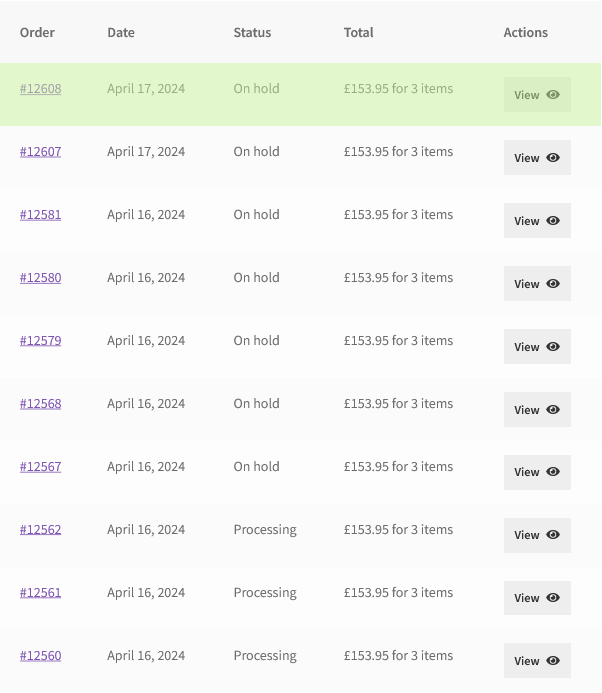 Order Date Status Total Actions
#12608 April 17, 2024 On hold £153.95 for 3 items View
#12607 April 17, 2024 On hold £153.95 for 3 items View
#12581 April 16, 2024 On hold £153.95 for 3 items View
#12580 April 16, 2024 On hold £153.95 for 3 items View
#12579 April 16, 2024 On hold £153.95 for 3 items View
#12568 April 16, 2024 On hold £153.95 for 3 items View
#12567 April 16, 2024 On hold £153.95 for 3 items View
#12562 April 16, 2024 Processing £153.95 for 3 items View
#12561 April 16, 2024 Processing £153.95 for 3 items View
#12560 April 16, 2024 Processing £153.95 for 3 items View